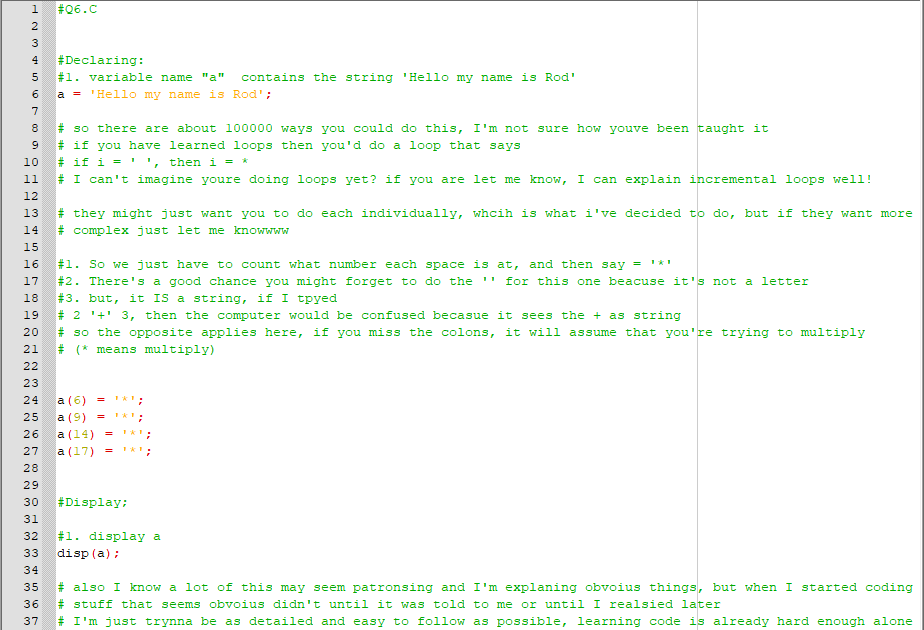 1 #Q6.C
2
3
4 #Declaring:
5 #1. variable name "a"  contains the string 'Hello my name is Rod'
6 a = 'Hello my name is Rod';
7
8 # so there are about 100000 ways you could do this, I'm not sure how youve been taught it
9 # if you have learned loops then you'd do a loop that says
10 # if i = ' ', then i = *
11 # I can't imagine youre doing loops yet? if you are let me know, I can explain incremental loops well!
12
13 # they might just want you to do each individually, whcih is what i've decided to do, but if they want more
14 # complex just let me knowwww
15
16 #1. So we just have to count what number each space is at, and then say = '*'
17 #2. There's a good chance you might forget to do the '' for this one beacuse it's not a letter
18 #3. but, it IS a string, if I tpyed
19 # 2 '+' 3, then the computer would be confused becasue it sees the + as string
20 # so the opposite applies here, if you miss the colons, it will assume that you're trying to multiply
21 # (* means multiply)
22
23
24 a(6) = '*';
25 a(9) = '*';
26 a(14) = '*';
27 a(17) = '*';
28
29
30 #Display;
31
32 #1. display a
33 disp(a);
34
35 # also I know a lot of this may seem patronsing and I'm explaning obvoius things, but when I started coding
36 # stuff that seems obvoius didn't until it was told to me or until I realsied later
37 # I'm just trynna be as detailed and easy to follow as possible, learning code is already hard enough alone